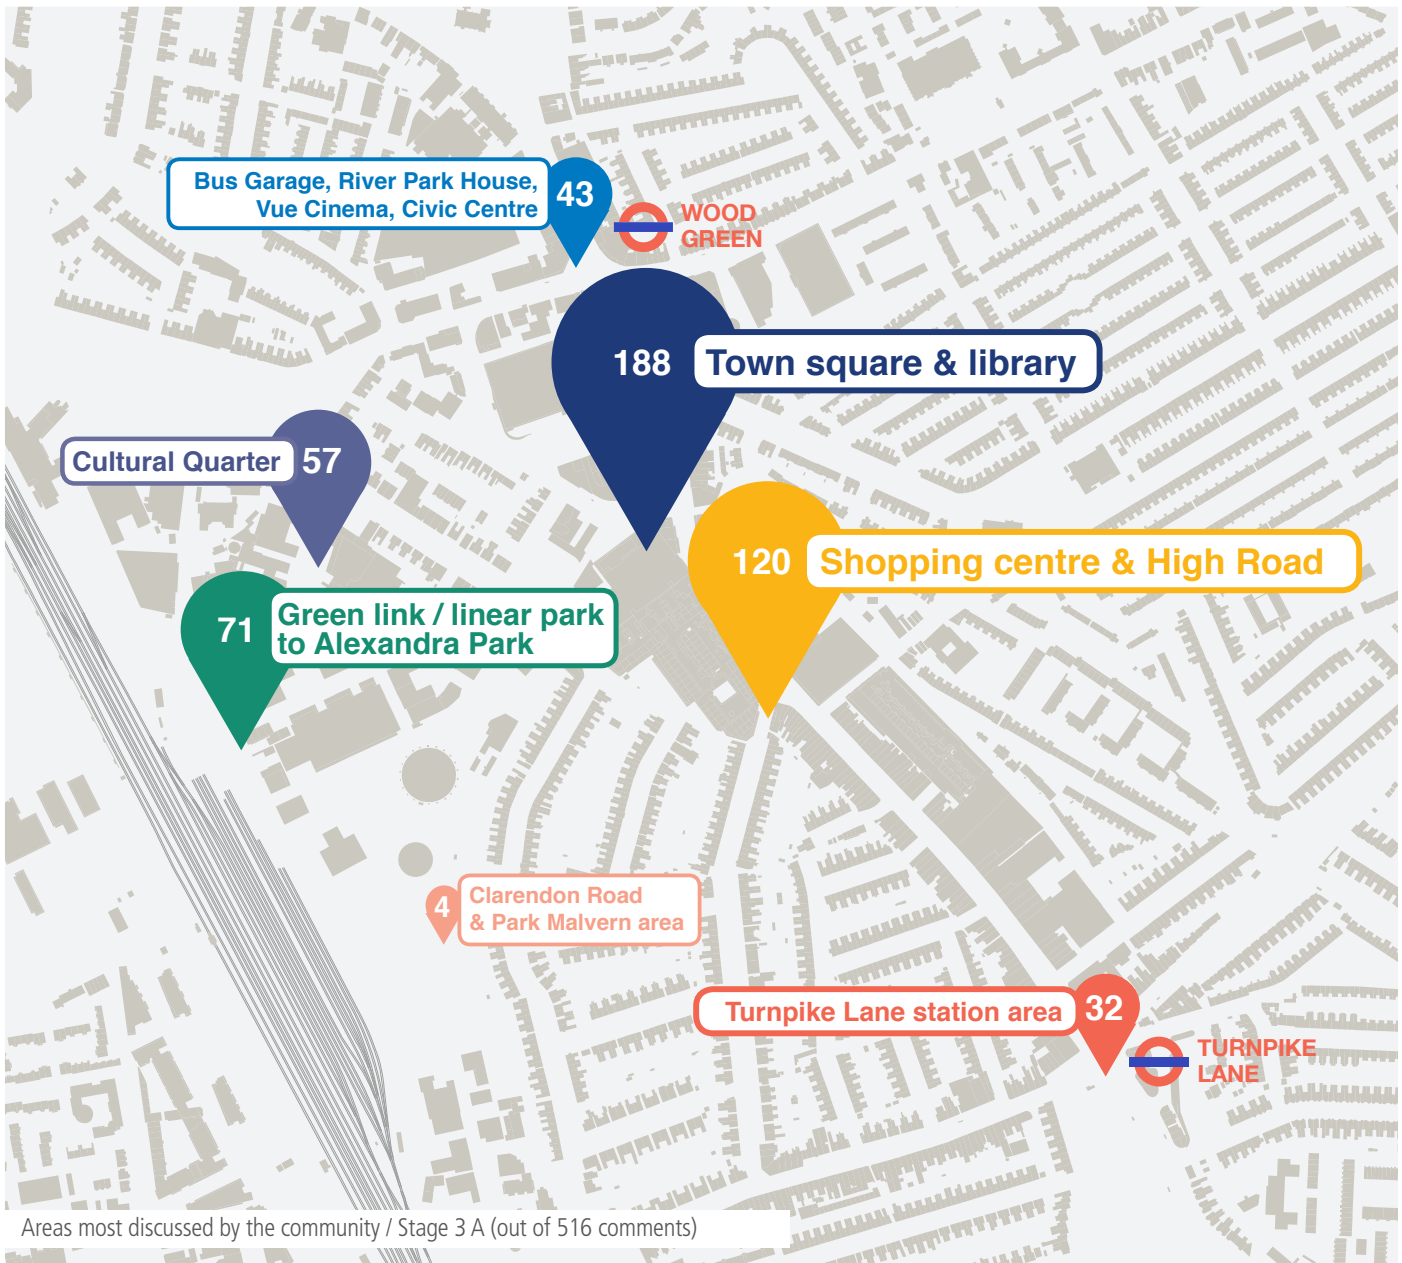 Bus Garage, River Park House,
Vue Cinema, Civic Centre
43
WOOD
GREEN
188
Town square & library
Cultural Quarter
57
120
Shopping centre & High Road
71
Green link / linear park
to Alexandra Park
4
Clarendon Road
& Park Malvern area
Turnpike Lane station area
32
TURNPIKE
LANE
Areas most discussed by the community / Stage 3 A (out of 516 comments)